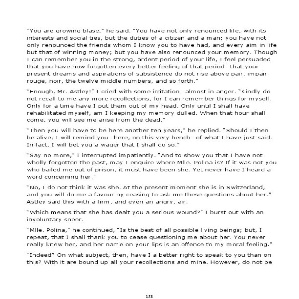 "You are growing blase," he said. "You have not only renounced life, with its
interests and social ties, but the duties of a citizen and a man; you have not
only renounced the friends whom I know you to have had, and every aim in life
but that of winning money; but you have also renounced your memory. Though
I can remember you in the strong, ardent period of your life, I feel persuaded
that you have now forgotten every better feeling of that period--that your
present dreams and aspirations of subsistence do not rise above pair, impair
rouge, noir, the twelve middle numbers, and so forth."
"Enough, Mr. Astley!" I cried with some irritation--almost in anger. "Kindly do
not recall to me any more recollections, for I can remember things for myself.
Only for a time have I put them out of my head. Only until I shall have
rehabilitated myself, am I keeping my memory dulled. When that hour shall
come, you will see me arise from the dead."
"Then you will have to be here another ten years," he replied. "Should I then
be alive, I will remind you--here, on this very bench--of what I have just said.
In fact, I will bet you a wager that I shall do so."
"Say no more," I interrupted impatiently. "And to show you that I have not
wholly forgotten the past, may I enquire where Mlle. Polina is? If it was not you
who bailed me out of prison, it must have been she. Yet never have I heard a
word concerning her."
"No, I do not think it was she. At the present moment she is in Switzerland,
and you will do me a favour by ceasing to ask me these questions about her."
Astley said this with a firm, and even an angry, air.
"Which means that she has dealt you a serious wound?" I burst out with an
involuntary sneer.
"Mlle. Polina," he continued, "Is the best of all possible living beings; but, I
repeat, that I shall thank you to cease questioning me about her. You never
really knew her, and her name on your lips is an offence to my moral feeling."
"Indeed? On what subject, then, have I a better right to speak to you than on
this? With it are bound up all your recollections and mine. However, do not be